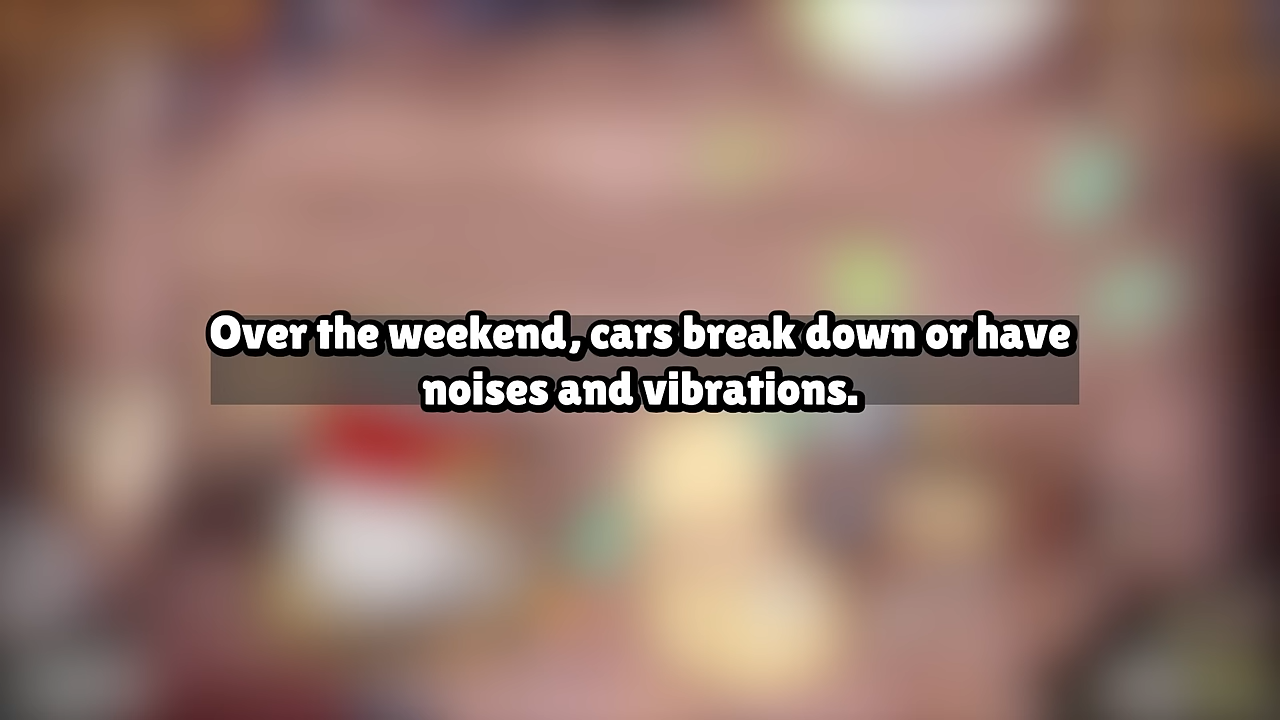 Over the weekend, cars break down or have
noises and vibrations.